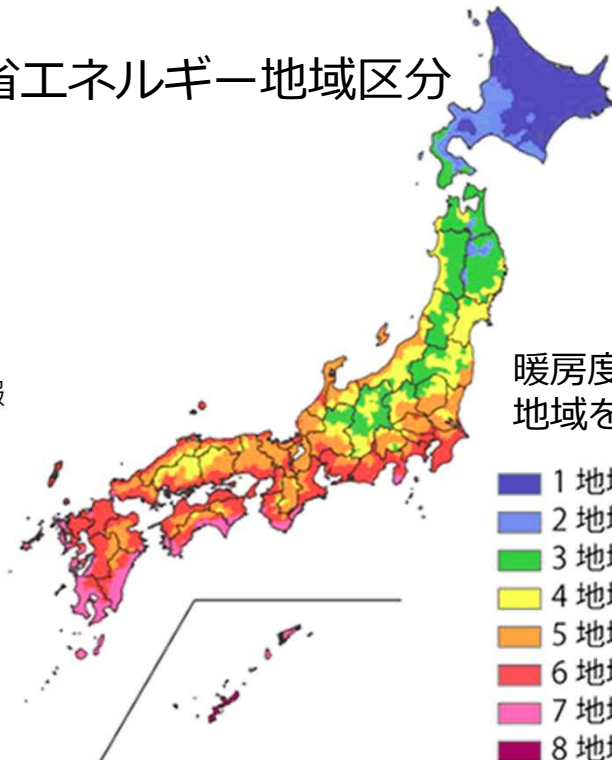 省エネルギー地域区分
報
暖房度
地域を
1 地
2 地
3 地
4 地
5 地
6 地
7 地
8 地